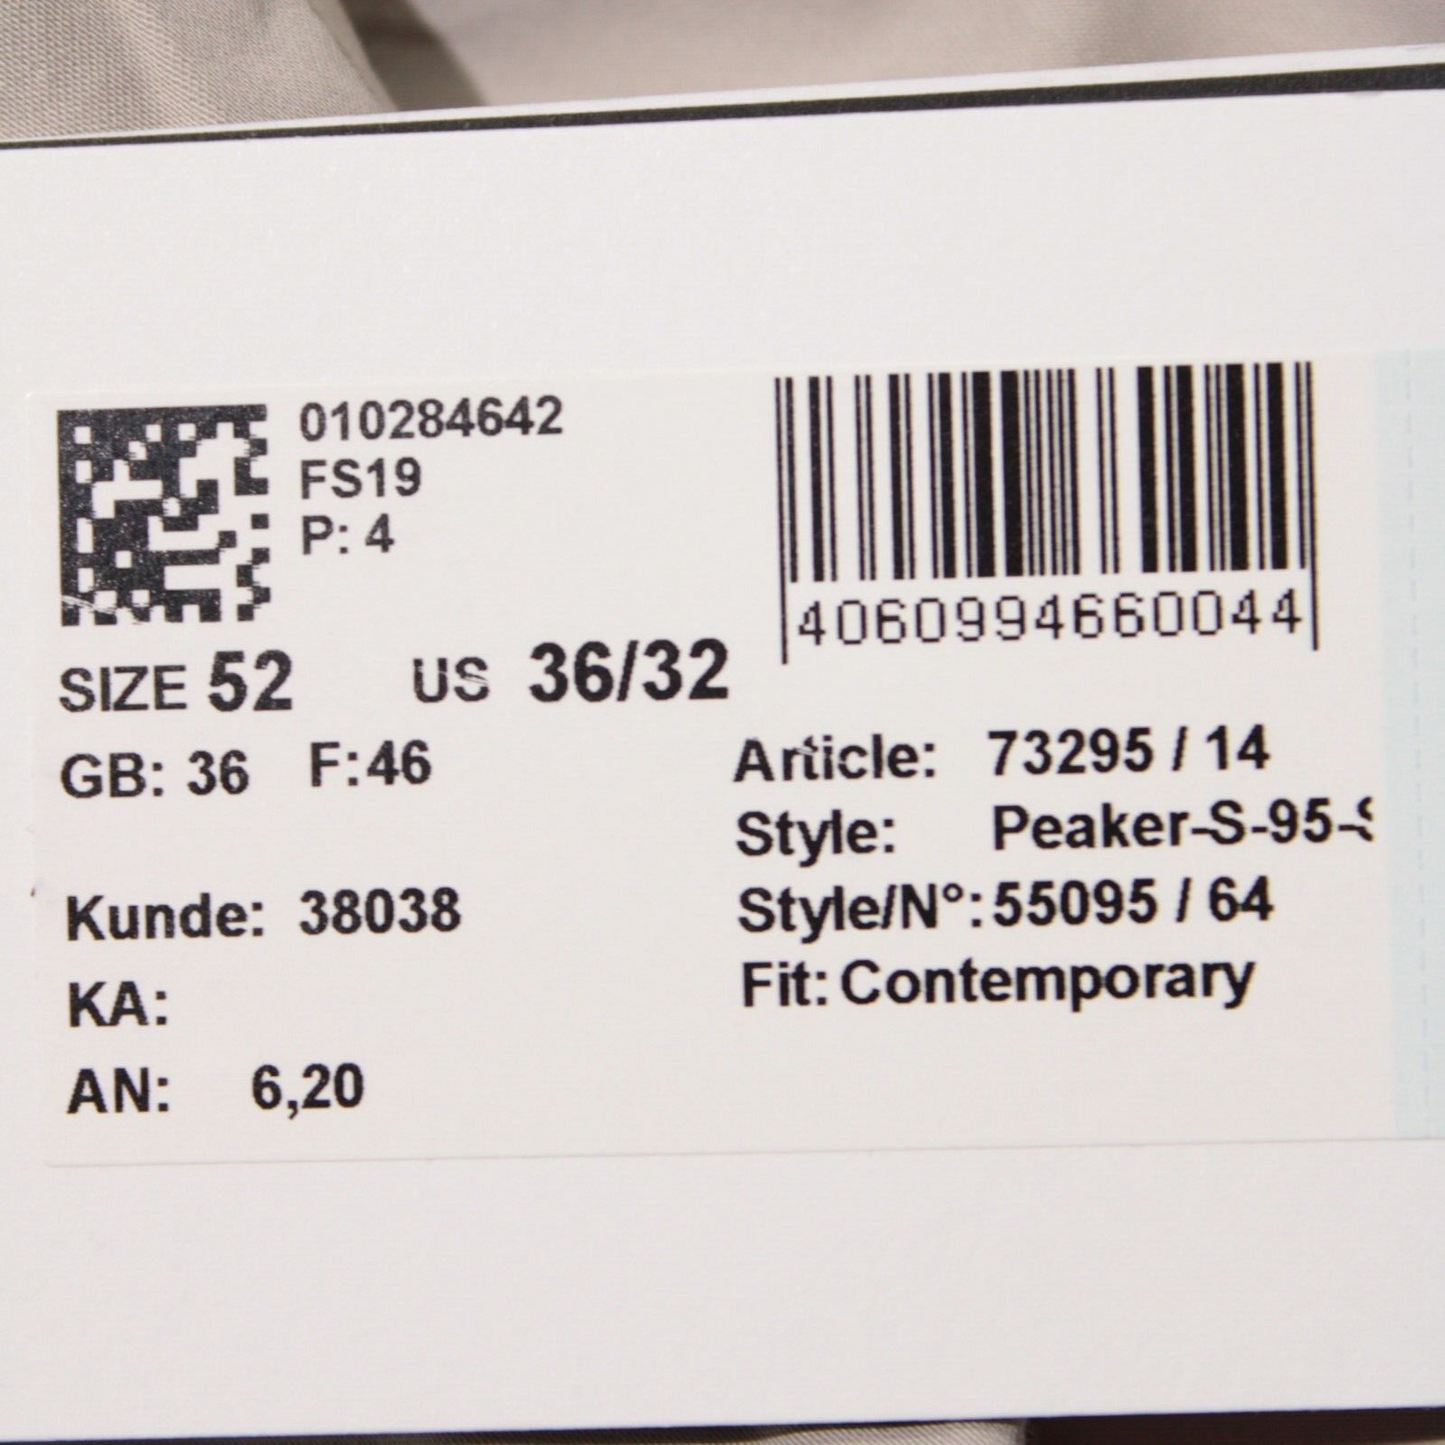 010284642
FS19
P: 4
4060994660044
SIZE 52 US 36/32
GB: 36 F:46
Article: 73295 / 14
Style: Peaker-S-95-S
Kunde: 38038
Style/N°: 55095 / 64
KA:
Fit: Contemporary
AN: 6,20